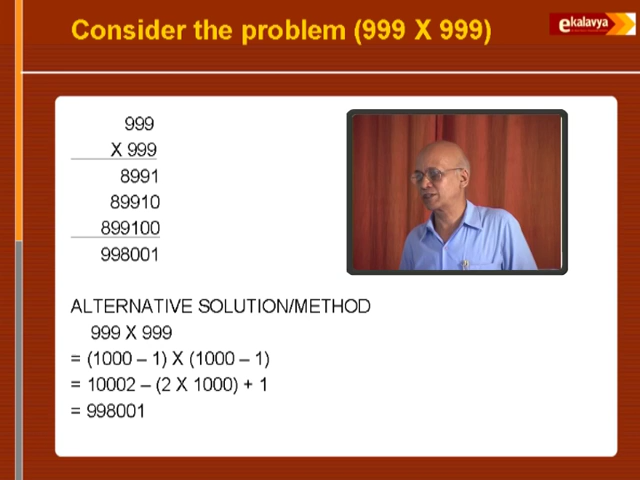 Consider the problem (999 X 999)
ekalavya
999
X 999
8991
89910
899100
998001
ALTERNATIVE SOLUTION/METHOD
999 X 999
= (1000 – 1) X (1000 – 1)
= 10002 – (2 X 1000) + 1
= 998001